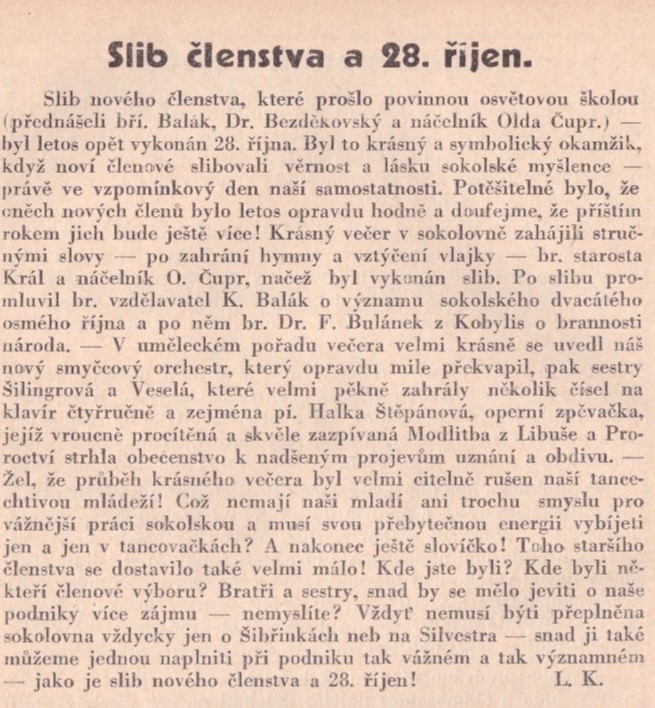 Slib členstva a 28. říjen.
Slib nového členstva, které prošlo povinnou osvětovou školou
(přednášeli bří. Balák, Dr. Bezděkovský a náčelník Olda Čupr.) —
byl letos opět vykonán 28. října. Byl to krásný a symbolický okamžik,
když noví členové slibovali věrnost a lásku sokolské myšlence —
právě ve vzpomínkový den naší samostatnosti. Potěšitelné bylo, že
oněch nových členů bylo letos opravdu hodně a doufejme, že příštím
rokem jich bude ještě více! Krásný večer v sokolovně zahájili struč-
nými slovy — po zahrání hymny a vztýčení vlajky — br. starosta
Král a náčelník O. Čupr, načež byl vykonán slib. Po slibu pro-
mluvil br. vzdělavatel K. Balák o významu sokolského dvacátého
osmého října a po něm br. Dr. F. Bulánek z Kobylis o brannosti
národa. — V uměleckém pořadu večera velmi krásně se uvedl náš
nový smyčcový orchestr, který opravdu mile překvapil, pak sestry
Šilingrová a Veselá, které velmi pěkně zahrály několik čísel na
klavír čtyřručně a zejména pí. Halka Štěpánová, operní zpěvačka,
jejíž vroucně procítěná a skvěle zazpívaná Modlitba z Libuše a Pro-
roctví strhla obecenstvo k nadšeným projevům uznání a obdivu. —
Žel, že průběh krásného večera byl velmi citelně rušen naší tance-
chtivou mládeží! Což nemají naši mladí ani trochu smyslu pro
vážnější práci sokolskou a musí svou přebytečnou energii vybíjeti
jen a jen v tancovačkách? A nakonec ještě slovíčko! Toho staršího
členstva se dostavilo také velmi málo! Kde jste byli? Kde byli ně-
kteří členové výboru? Bratři a sestry, snad by se mělo jeviti o naše
podniky více zájmu — nemyslíte? Vždyť nemusí býti přeplněna
sokolovna vždycky jen o Šibřinkách neb na Silvestra — snad ji také
můžeme jednou naplniti při podniku tak vážném a tak významném
— jako je slib nového členstva a 28. říjen! L. K.